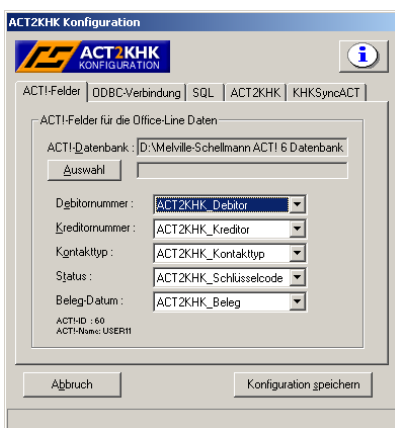 ACT2KHK Konfiguration
ACT2KHK
KONFIGURATION
i
ACT!-Felder ODBC-Verbindung SQL ACT2KHK KHKSyncACT
ACT!-Felder für die Office-Line Daten
ACT!-Datenbank : D:\Melville-Schellmann ACT! 6 Datenbank
Auswahl
Debitornummer : ACT2KHK_Debitor
Kreditornummer : ACT2KHK_Kreditor
Kontakttyp : ACT2KHK_Kontakttyp
Status : ACT2KHK_Schlüsselcode
Beleg-Datum : ACT2KHK_Beleg
ACT!-ID : 60
ACT!-Name: USER11
Abbruch Konfiguration speichern